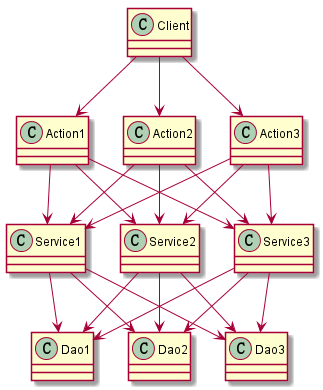 C Client
C Action1
C Action2
C Action3
C Service1
C Service2
C Service3
C Dao1
C Dao2
C Dao3